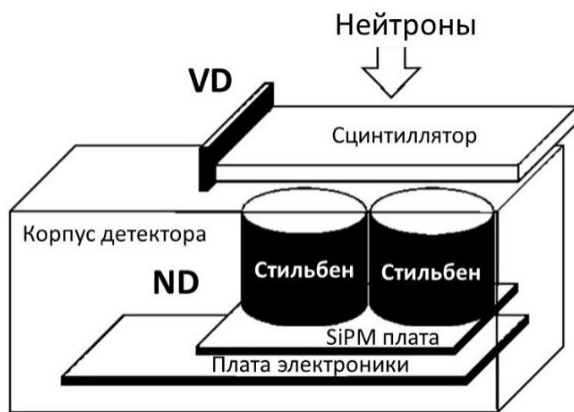 Нейтроны
VD
Сцинтиллятор
Корпус детектора
ND
Стильбен
Стильбен
SiPM плата
Плата электроники